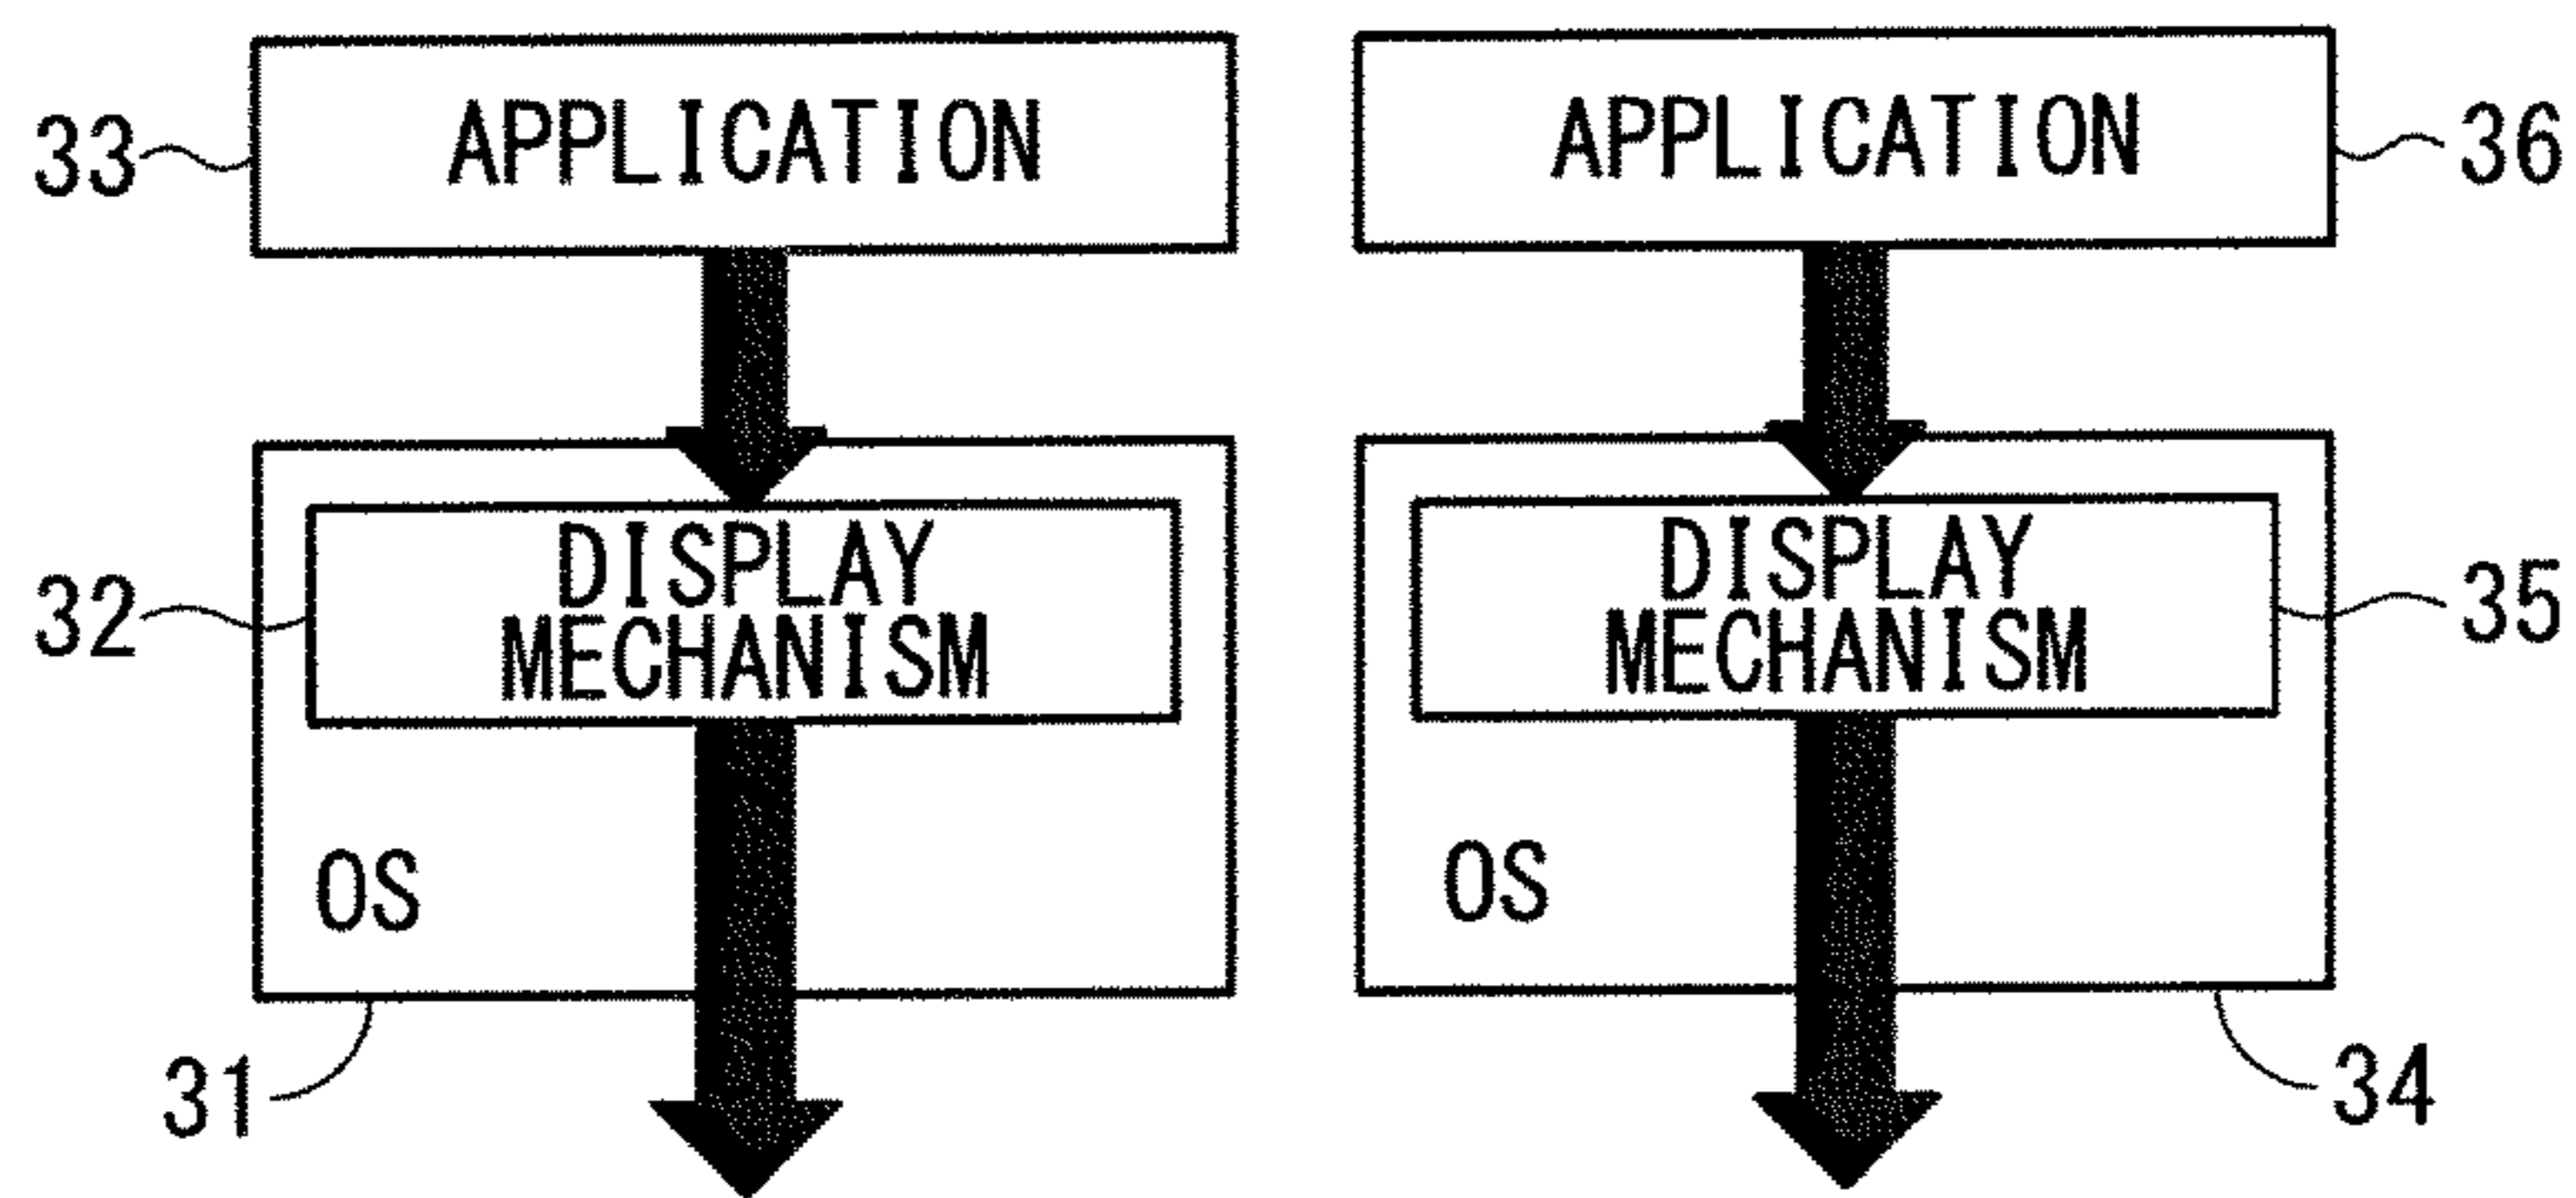 33
APPLICATION
APPLICATION
36
32
DISPLAY
MECHANISM
DISPLAY
MECHANISM
35
OS
OS
31
34